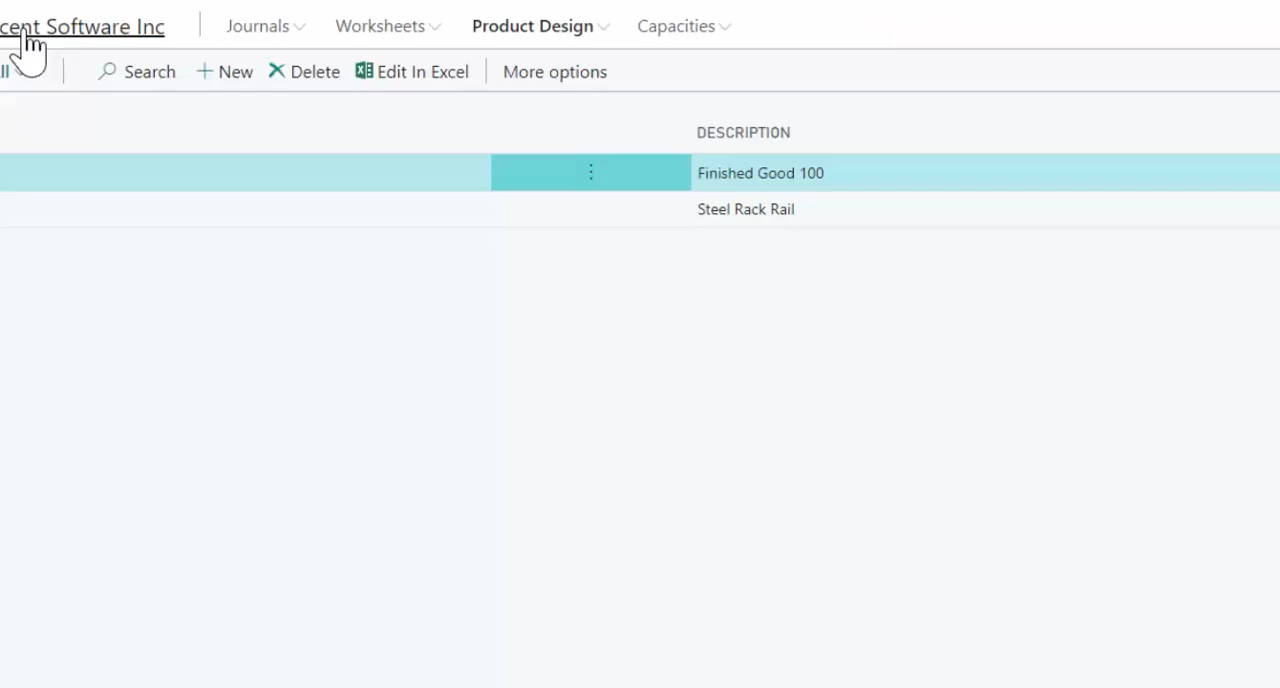 Software Inc Journals Worksheets Product Design Capacities
Search New Delete Edit In Excel More options
DESCRIPTION
Finished Good 100
Steel Rack Rail